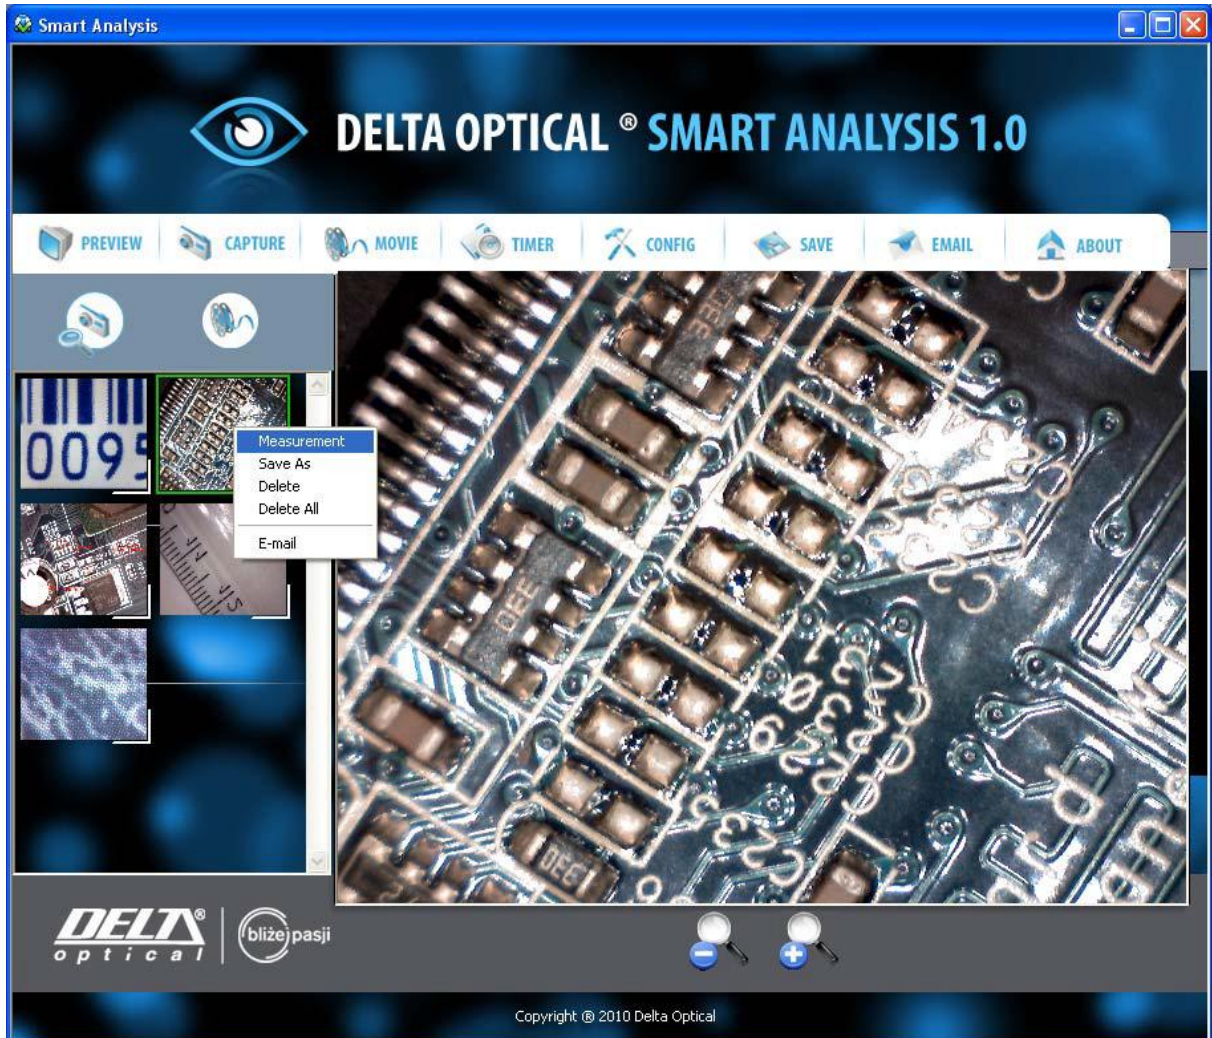 Smart Analysis
DELTA OPTICAL ® SMART ANALYSIS 1.0
PREVIEW CAPTURE MOVIE TIMER CONFIG SAVE EMAIL ABOUT
0095
Measurement
Save As
Delete
Delete All
E-mail
DELTA®
optical
bliżej pasji
Copyright ® 2010 Delta Optical